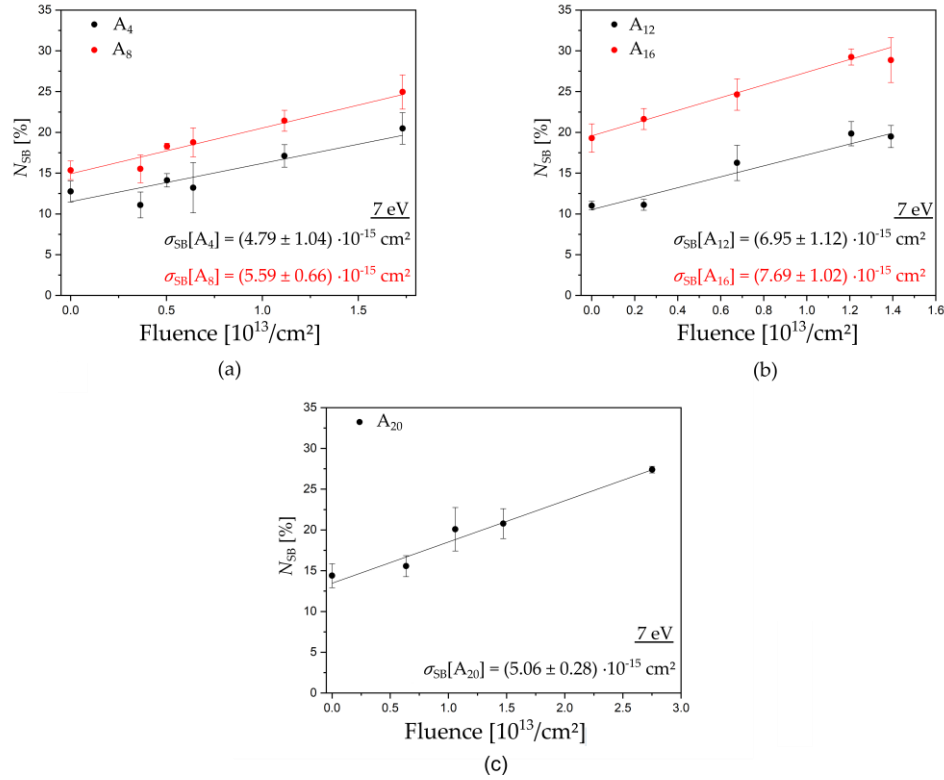 A₄
A₈
N_SB [%]
35
30
25
20
15
10
5
0
7 eV
σ_SB[A₄] = (4.79 ± 1.04) ·10⁻¹⁵ cm²
σ_SB[A₈] = (5.59 ± 0.66) ·10⁻¹⁵ cm²
0.0 0.5 1.0 1.5
Fluence [10¹³/cm²]
(a)
A₁₂
A₁₆
N_SB [%]
35
30
25
20
15
10
5
0
7 eV
σ_SB[A₁₂] = (6.95 ± 1.12) ·10⁻¹⁵ cm²
σ_SB[A₁₆] = (7.69 ± 1.02) ·10⁻¹⁵ cm²
0.0 0.2 0.4 0.6 0.8 1.0 1.2 1.4 1.6
Fluence [10¹³/cm²]
(b)
A₂₀
N_SB [%]
35
30
25
20
15
10
5
0
7 eV
σ_SB[A₂₀] = (5.06 ± 0.28) ·10⁻¹⁵ cm²
0.0 0.5 1.0 1.5 2.0 2.5 3.0
Fluence [10¹³/cm²]
(c)